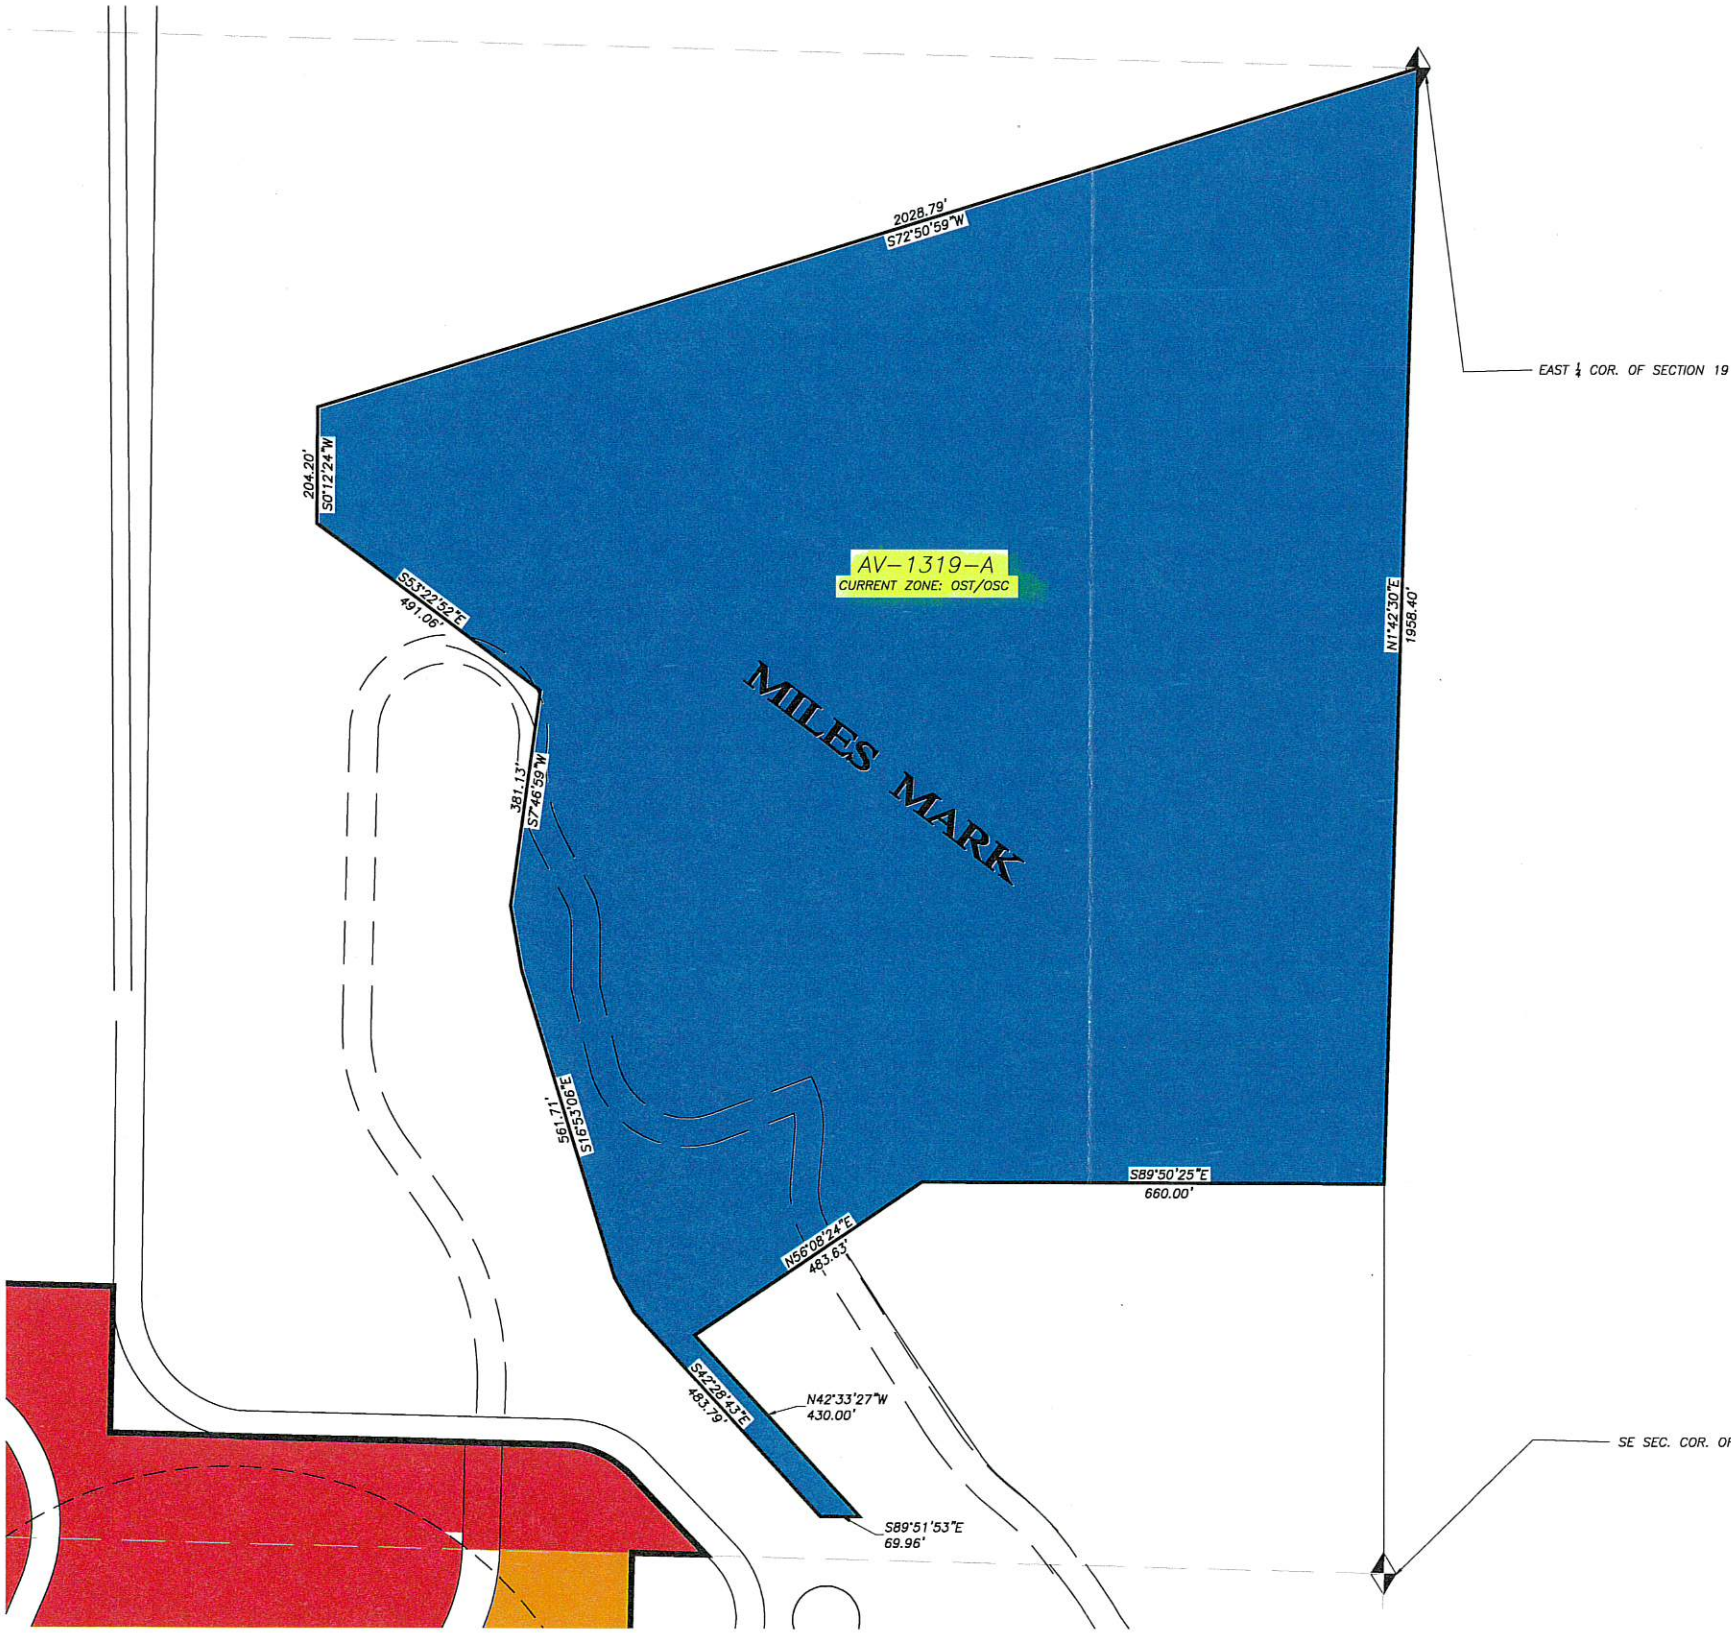 2028.79'
S72°50'59"W
EAST ¼ COR. OF SECTION 19
204.20'
S0°12'24"W
AV-1319-A
CURRENT ZONE: OST/OSC
S53°22'52"E
491.06'
N1°42'30"E
1958.40'
MILES MARK
381.13'
S7°46'59"W
561.71'
S16°53'06"E
S89°50'25"E
660.00'
N56°08'24"E
483.63'
S42°28'43"E
483.79'
N42°33'27"W
430.00'
SE SEC. COR. OF
S89°51'53"E
69.96'